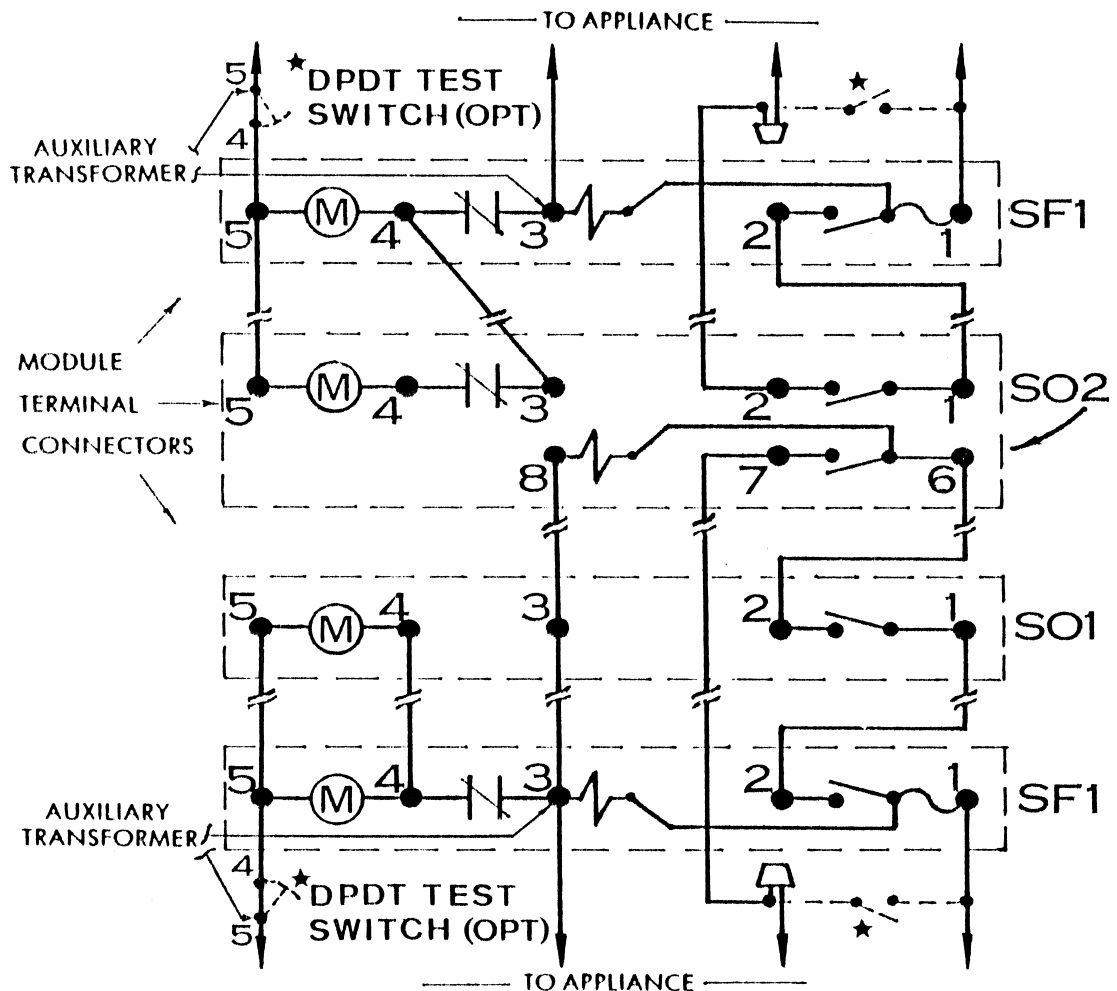 TO APPLIANCE
5
★ DPDT TEST
SWITCH (OPT)
★
4
AUXILIARY
TRANSFORMER
5 M 4 3 2 1 SF1
MODULE
TERMINAL
CONNECTORS
5 M 4 3 2 1 SO2
8 7 6
5 M 4 3 2 1 SO1
5 M 4 3 2 1 SF1
AUXILIARY
TRANSFORMER
4
★ DPDT TEST
SWITCH (OPT)
★
5
TO APPLIANCE